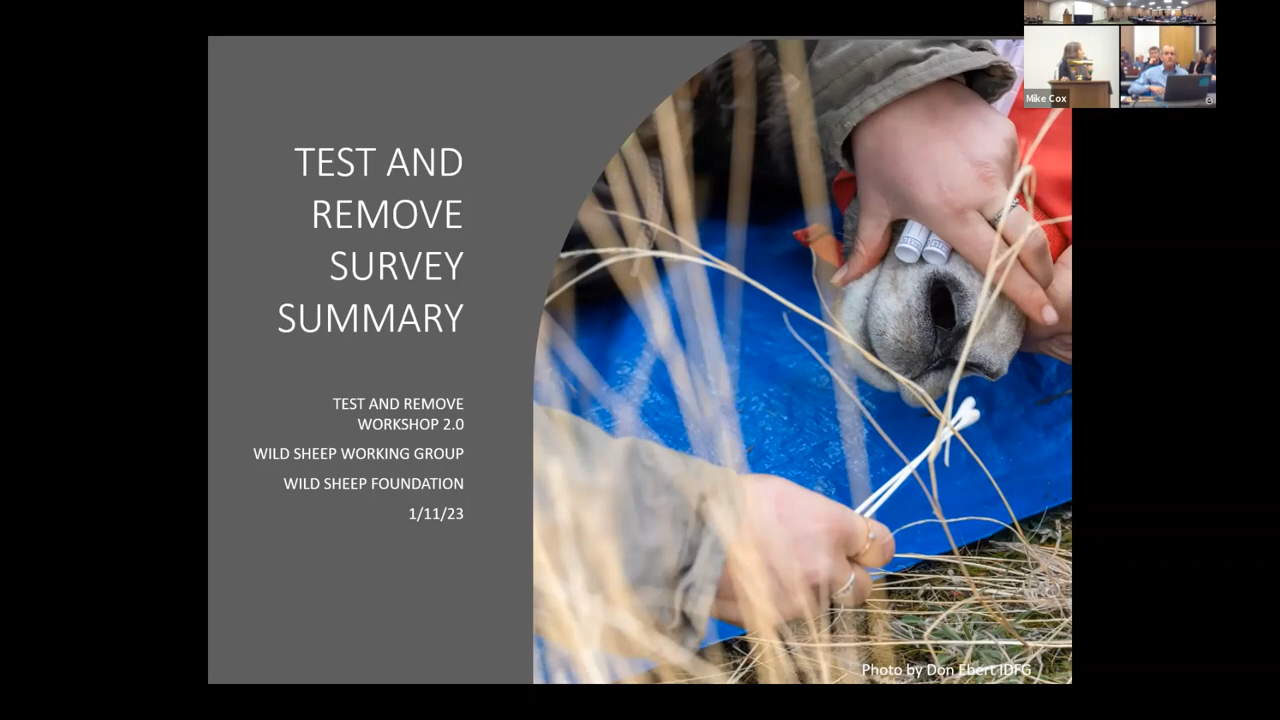 TEST AND
REMOVE
SURVEY
SUMMARY
TEST AND REMOVE
WORKSHOP 2.0
WILD SHEEP WORKING GROUP
WILD SHEEP FOUNDATION
1/11/23
Photo by Don Ebert IDFG
Mike Cox